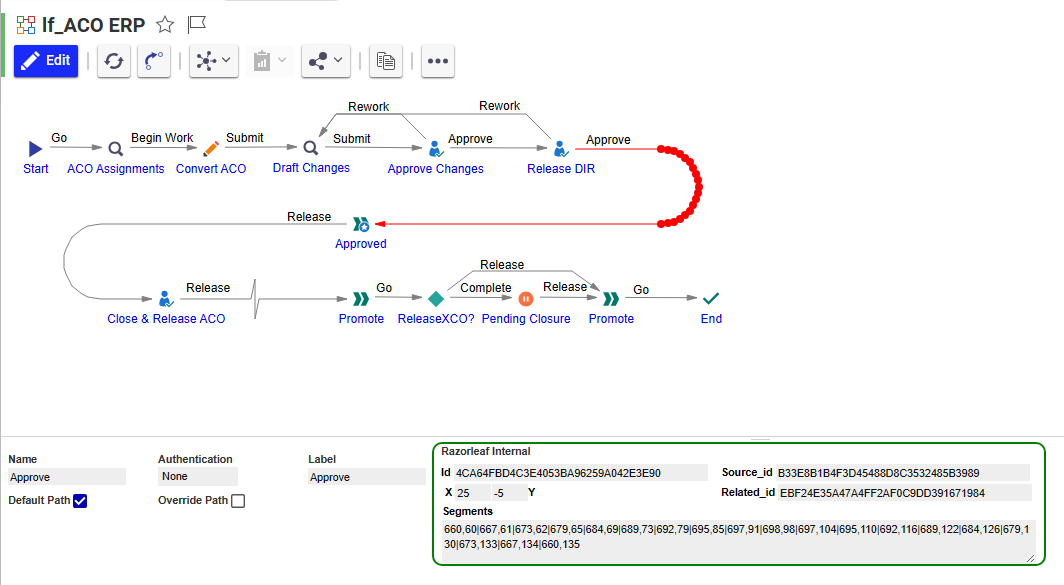 lf_ACO ERP
Edit
Rework Rework
Go Begin Work Submit Submit Approve Approve
Start ACO Assignments Convert ACO Draft Changes Approve Changes Release DIR
Release
Approved
Release
Release Go Complete Release Go
Close & Release ACO Promote ReleaseXCO? Pending Closure Promote End
Name Authentication Label
Approve None Approve
Default Path Override Path
Razorleaf Internal
Id 4CA64FBD4C3E4053BA96259A042E3E90 Source_id B33E8B1B4F3D45488D8C3532485B3989
X 25 -5 Y Related_id EBF24E35A47A4FF2AF0C9DD391671984
Segments
660,60|667,61|673,62|679,65|684,69|689,73|692,79|695,85|697,91|698,98|697,104|695,110|692,116|689,122|684,126|679,1
30|673,133|667,134|660,135